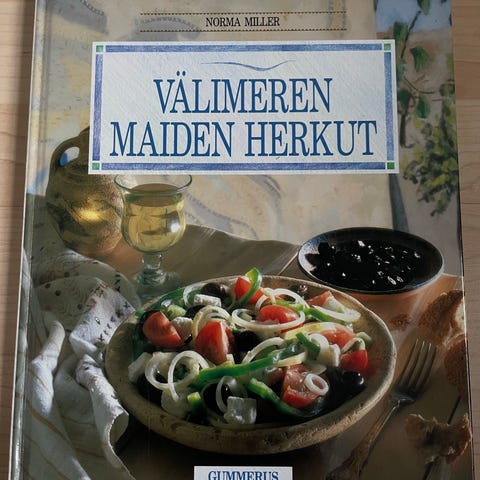 NORMA MILLER
VÄLIMEREN
MAIDEN HERKUT
GUMMERUS